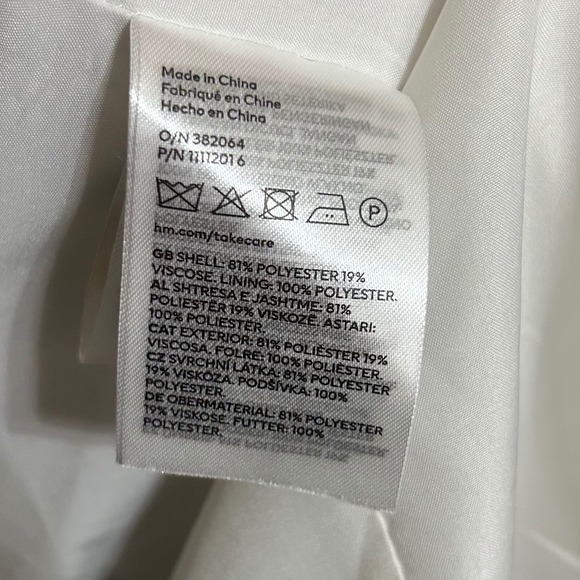 Made in China
Fabriqué en Chine
Hecho en China
O/N 382064
P/N 11112016
P
hm.com/takecare
GB SHELL: 81% POLYESTER 19%
VISCOSE. LINING: 100% POLYESTER.
AL SHTRESA E JASHTME: 81%
POLIESTËR 19% VISKOZË. ASTARI:
100% POLIESTER.
CAT EXTERIOR: 81% POLIÈSTER 19%
VISCOSA. FOLRE: 100% POLIÈSTER.
CZ SVRCHNÍ LÁTKA: 81% POLYESTER
19% VISKÓZA. PODŠÍVKA: 100%
POLYESTER.
DE OBERMATERIAL: 81% POLYESTER
19% VISKOSE. FUTTER: 100%
POLYESTER.